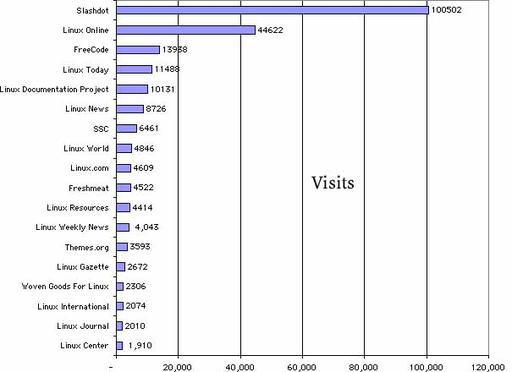 Slashdot 100502
Linux Online 44622
FreeCode 13938
Linux Today 11488
Linux Documentation Project 10131
Linux News 8726
SSC 6461
Linux World 4846
Linux.com 4609
Freshmeat 4522
Visits
Linux Resources 4414
Linux Weekly News 4,043
Themes.org 3593
Linux Gazette 2672
Woven Goods For Linux 2306
Linux International 2074
Linux Journal 2010
Linux Center 1,910
- 20,000 40,000 60,000 80,000 100,000 120,000